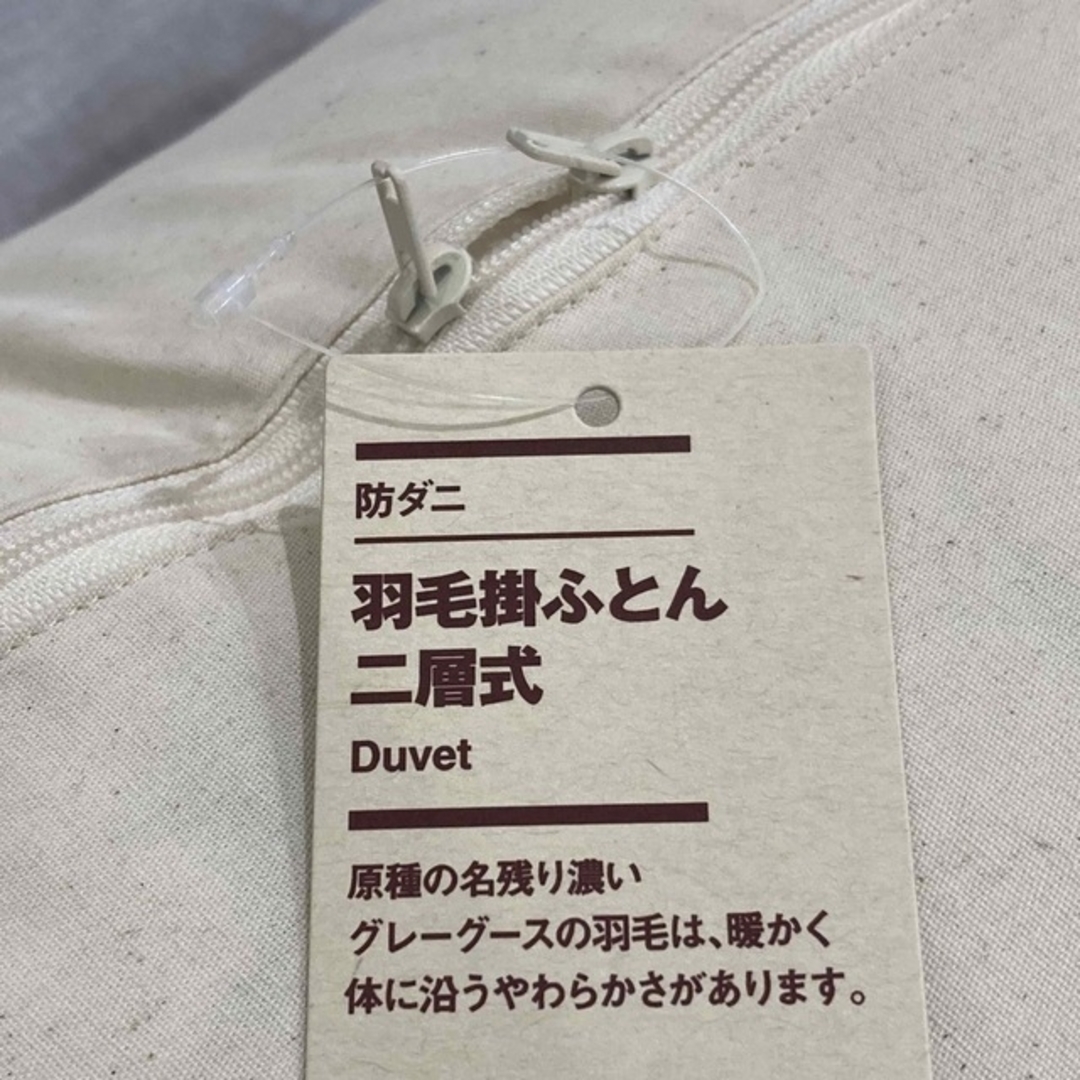 防ダニ
羽毛掛ふとん
二層式
Duvet
原種の名残り濃い
グレーグースの羽毛は、暖かく
体に沿うやわらかさがあります。